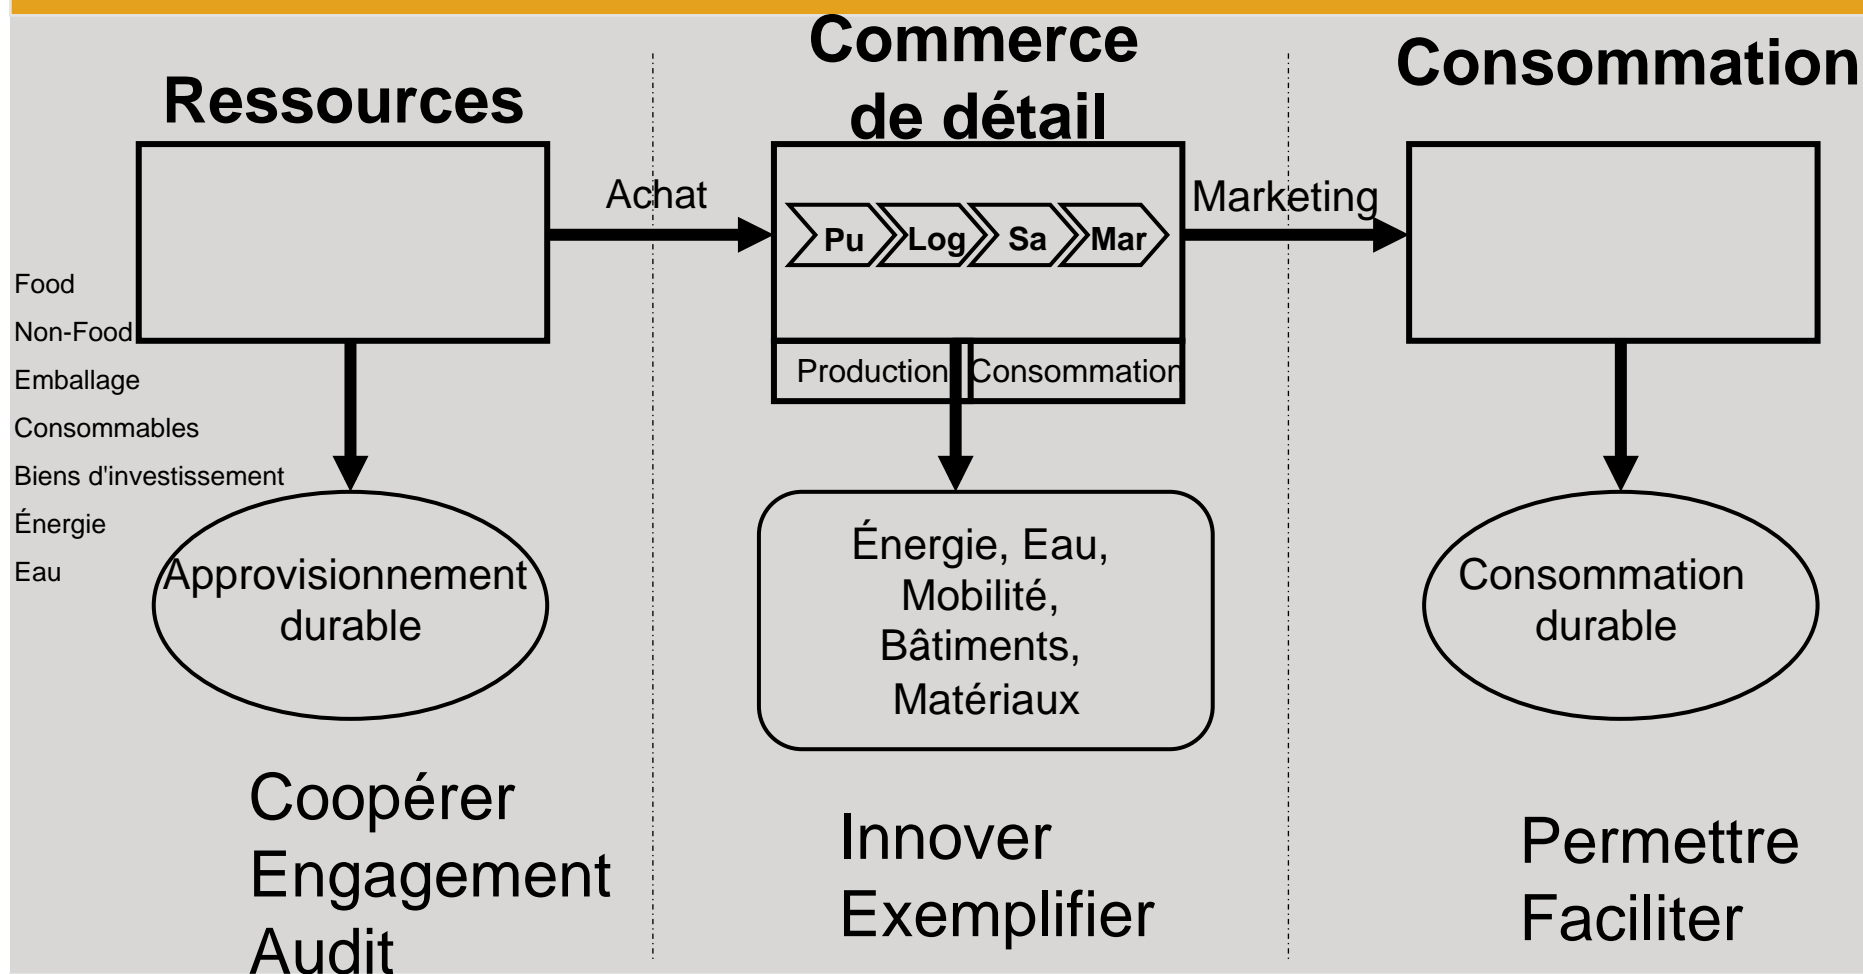 Ressources
Commerce
de détail
Consommation
Achat
Marketing
Pu
Log
Sa
Mar
Production
Consommation
Food
Non-Food
Emballage
Consommables
Biens d'investissement
Énergie
Eau
Approvisionnement
durable
Énergie, Eau,
Mobilité,
Bâtiments,
Matériaux
Consommation
durable
Coopérer
Engagement
Audit
Innover
Exemplifier
Permettre
Faciliter